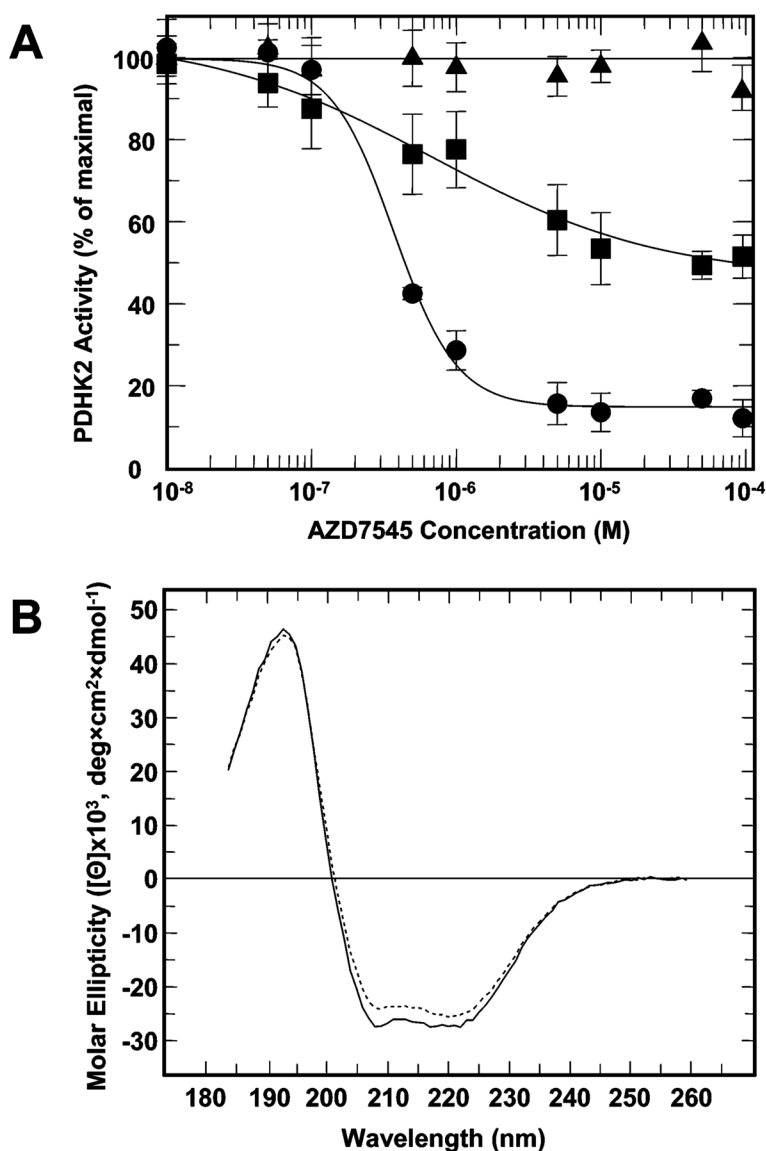 A
PDHK2 Activity (% of maximal)
100
80
60
40
20
0
10-8 10-7 10-6 10-5 10-4
AZD7545 Concentration (M)
B
Molar Ellipticity ([Θ]x10³, deg×cm²×dmol⁻¹)
50
40
30
20
10
0
-10
-20
-30
180 190 200 210 220 230 240 250 260
Wavelength (nm)